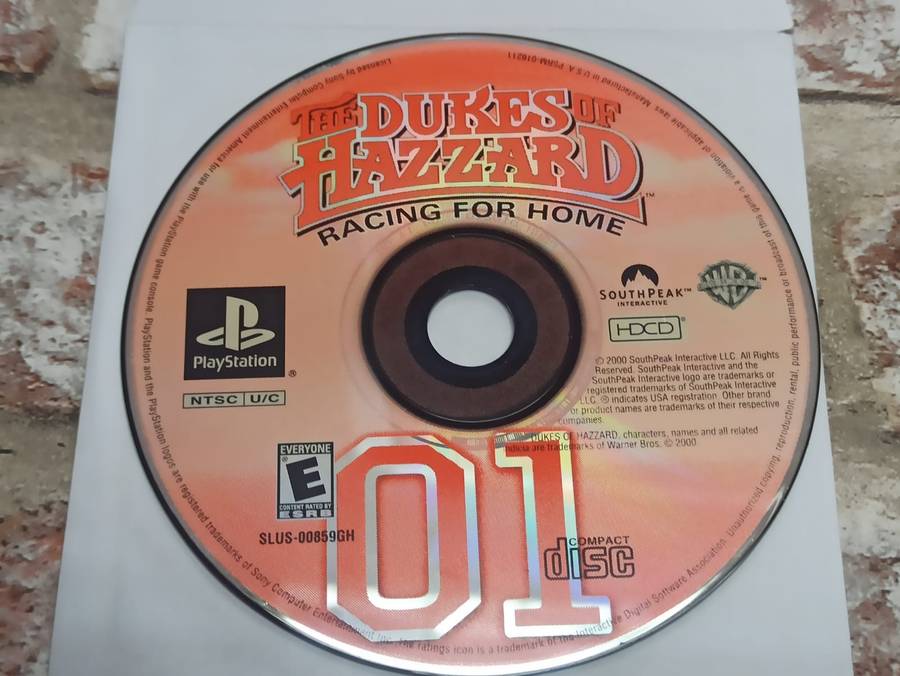 THE DUKES OF
HAZZARD™
RACING FOR HOME
PlayStation®
NTSC U/C
SOUTHPEAK™
INTERACTIVE
WB™
HDCD
© 2000 SouthPeak Interactive LLC. All Rights
Reserved. SouthPeak Interactive and the
SouthPeak Interactive logo are trademarks or
registered trademarks of SouthPeak Interactive
LLC. ® indicates USA registration. Other brand
or product names are trademarks of their respective
companies.
DUKES OF HAZZARD, characters, names and all related
indicia are trademarks of Warner Bros. © 2000
EVERYONE
E®
CONTENT RATED BY
ESRB
SLUS-00859GH
01
COMPACT
disc
Licensed by Sony Computer Entertainment America for use with the PlayStation game console. PlayStation and the PlayStation logos are registered trademarks of Sony Computer Entertainment Inc. The ratings icon is a trademark of the Interactive Digital Software Association. Unauthorized copying, reproduction, rental, public performance or broadcast of this game is a violation of applicable laws. Manufactured in U.S.A.